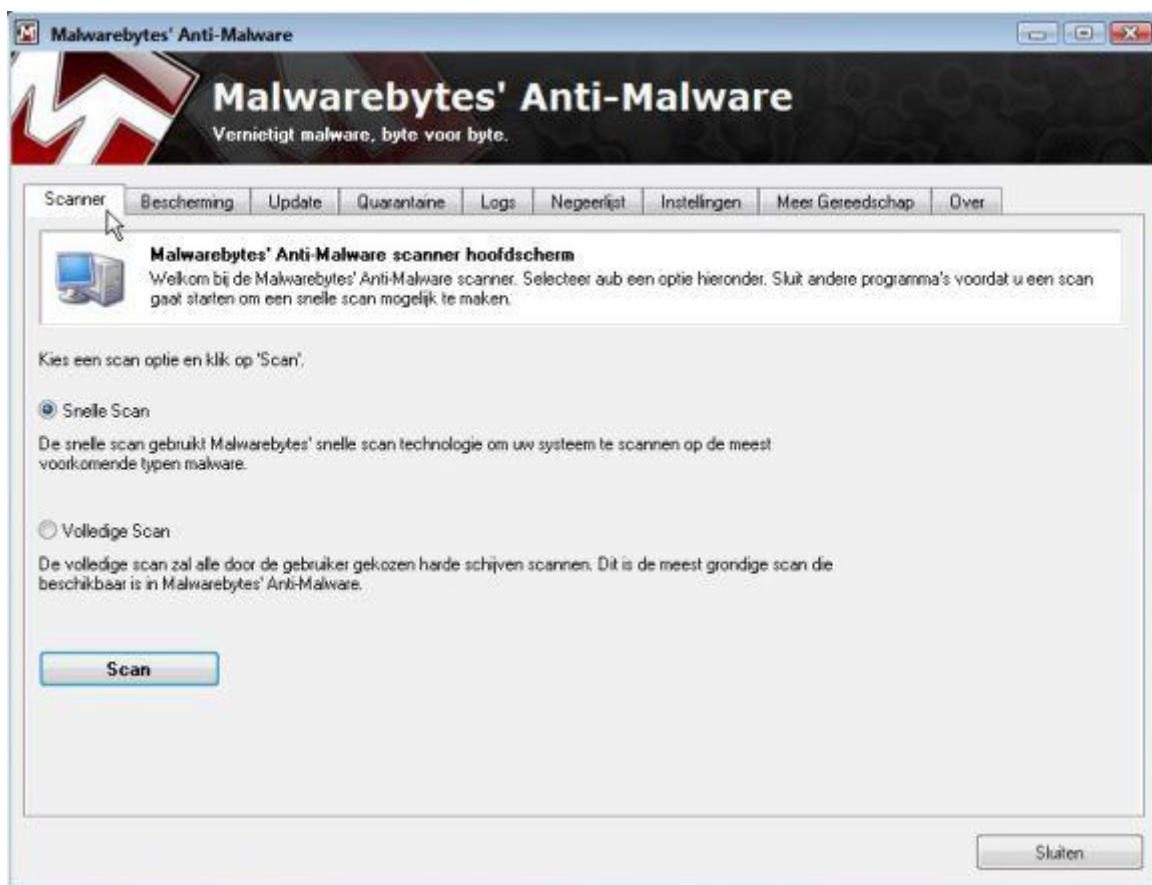 Malwarebytes' Anti-Malware
Malwarebytes' Anti-Malware
Vernietigt malware, byte voor byte.
Scanner Bescherming Update Quarantaine Logs Negeerlijst Instellingen Meer Gereedschap Over
Malwarebytes' Anti-Malware scanner hoofdscherm
Welkom bij de Malwarebytes' Anti-Malware scanner. Selecteer aub een optie hieronder. Sluit andere programma's voordat u een scan
gaat starten om een snelle scan mogelijk te maken.
Kies een scan optie en klik op 'Scan'.
Snelle Scan
De snelle scan gebruikt Malwarebytes' snelle scan technologie om uw systeem te scannen op de meest
voorkomende typen malware.
Volledige Scan
De volledige scan zal alle door de gebruiker gekozen harde schijven scannen. Dit is de meest grondige scan die
beschikbaar is in Malwarebytes' Anti-Malware.
Scan
Sluiten